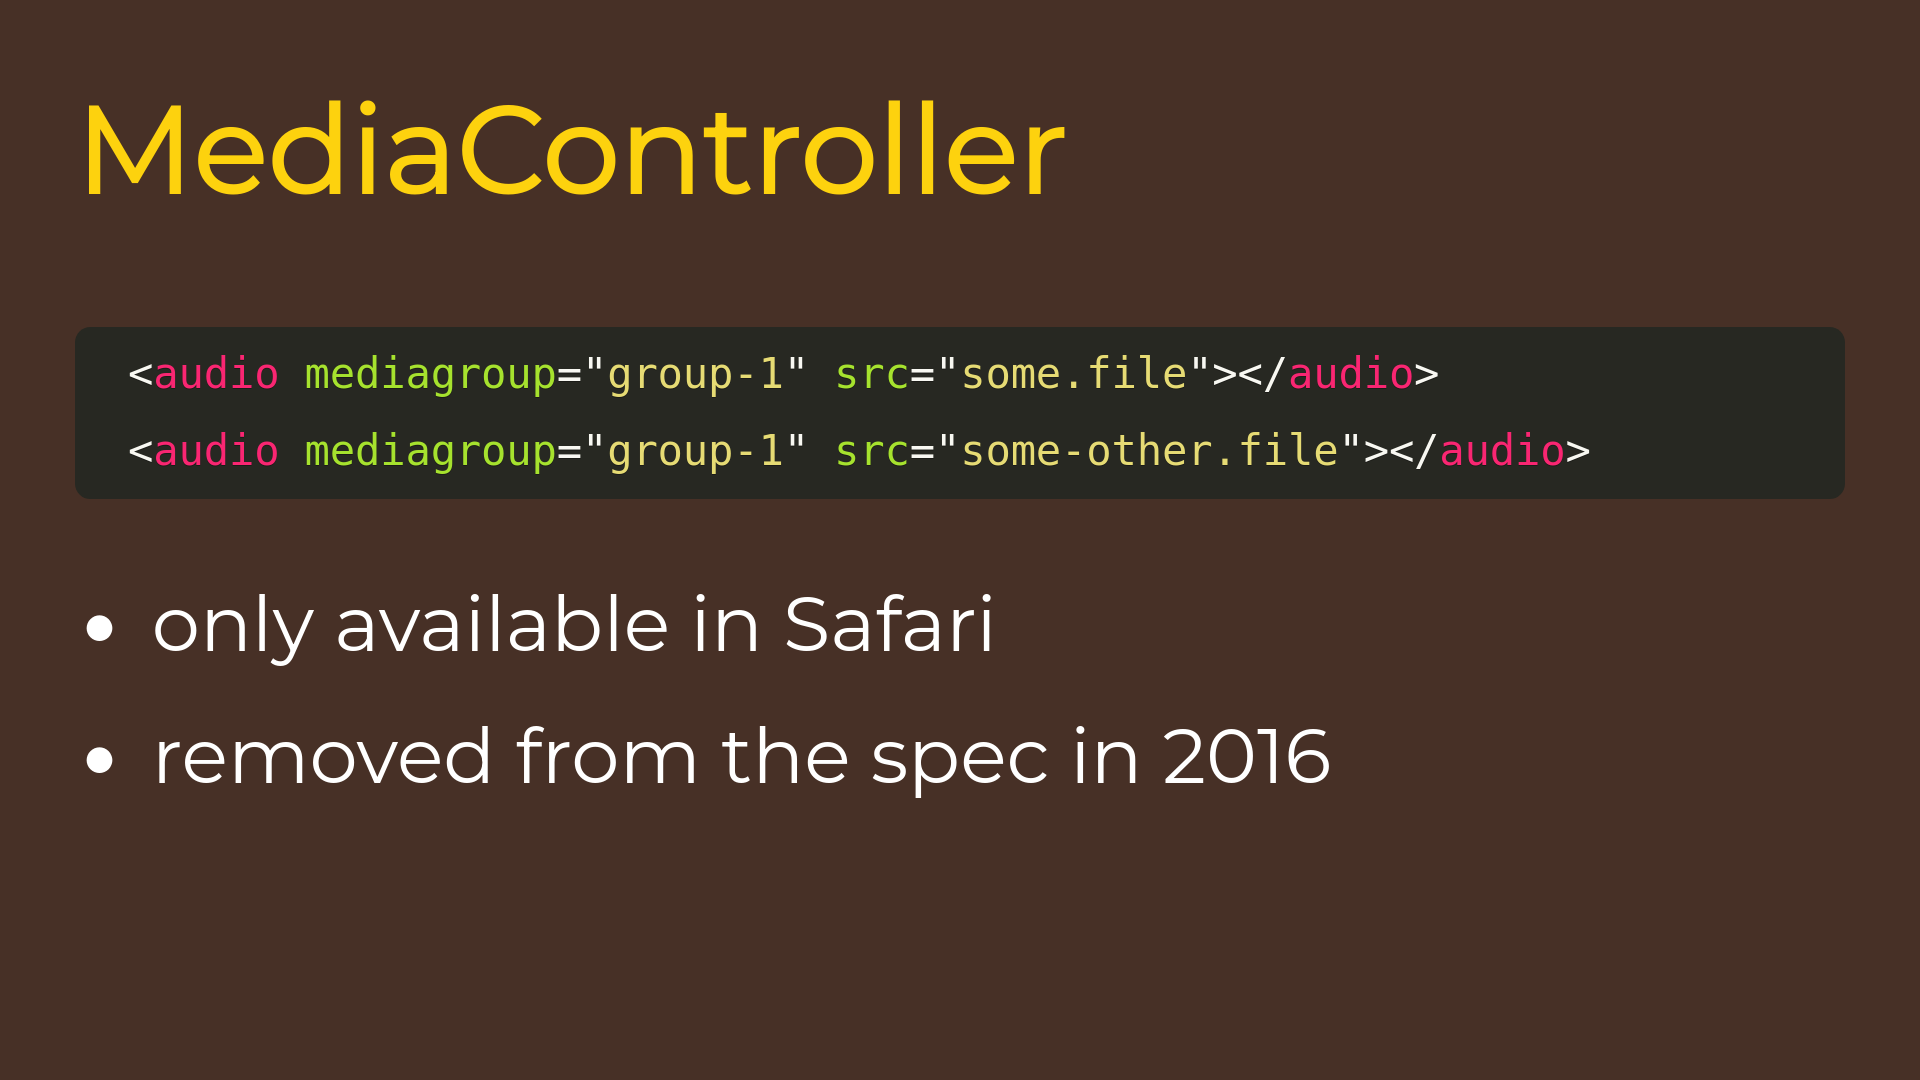 MediaController
<audio mediagroup="group-1" src="some.file"></audio>
<audio mediagroup="group-1" src="some-other.file"></audio>
• only available in Safari
• removed from the spec in 2016